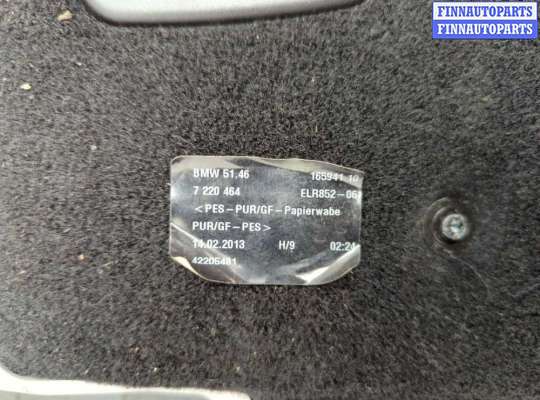 FINNAUTOPARTS
FINNAUTOPARTS
BMW 51.46 165941.10
7 220 464 ELR852-06
<PES-PUR/GF-Papierwabe
PUR/GF-PES>
14.02.2013 H/9 02:24
42205481